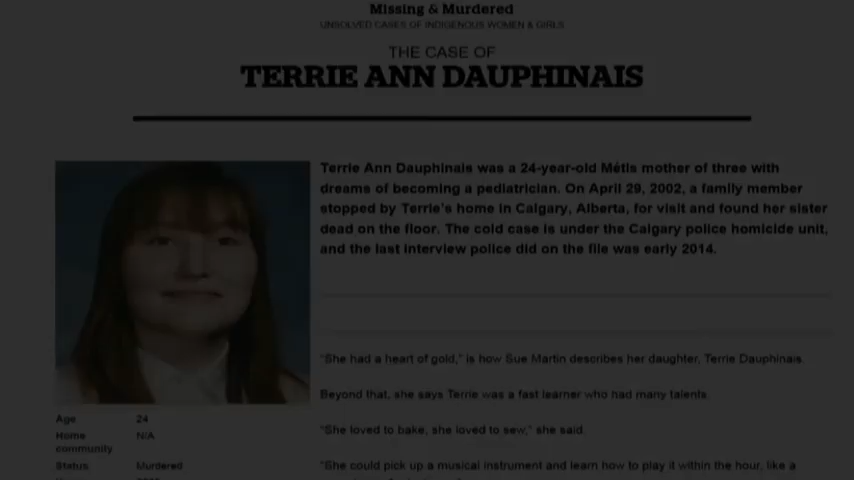 Missing & Murdered
UNSOLVED CASES OF INDIGENOUS WOMEN & GIRLS
THE CASE OF
TERRIE ANN DAUPHINAIS
Terrie Ann Dauphinais was a 24-year-old Métis mother of three with
dreams of becoming a pediatrician. On April 29, 2002, a family member
stopped by Terrie's home in Calgary, Alberta, for visit and found her sister
dead on the floor. The cold case is under the Calgary police homicide unit,
and the last interview police did on the file was early 2014.
"She had a heart of gold," is how Sue Martin describes her daughter, Terrie Dauphinais.
Beyond that, she says Terrie was a fast learner who had many talents.
"She loved to bake, she loved to sew," she said.
"She could pick up a musical instrument and learn how to play it within the hour, like a
Age 24
Home N/A
community
Status Murdered